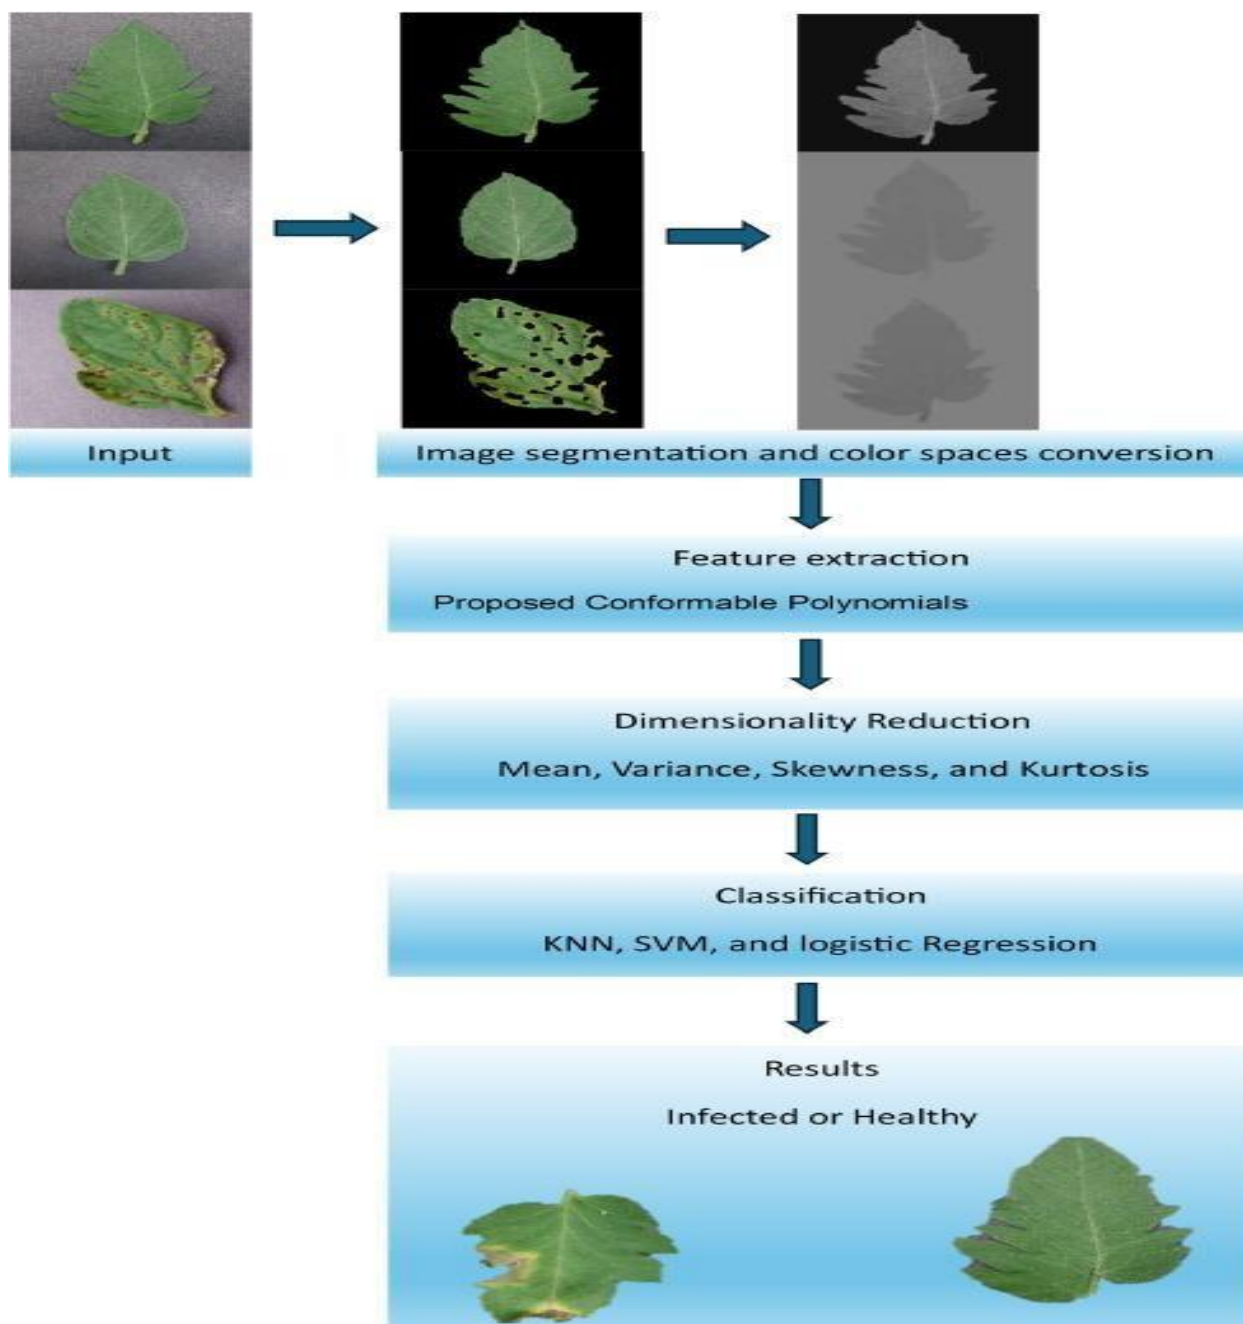 Input
Image segmentation and color spaces conversion
Feature extraction
Proposed Conformable Polynomials
Dimensionality Reduction
Mean, Variance, Skewness, and Kurtosis
Classification
KNN, SVM, and logistic Regression
Results
Infected or Healthy